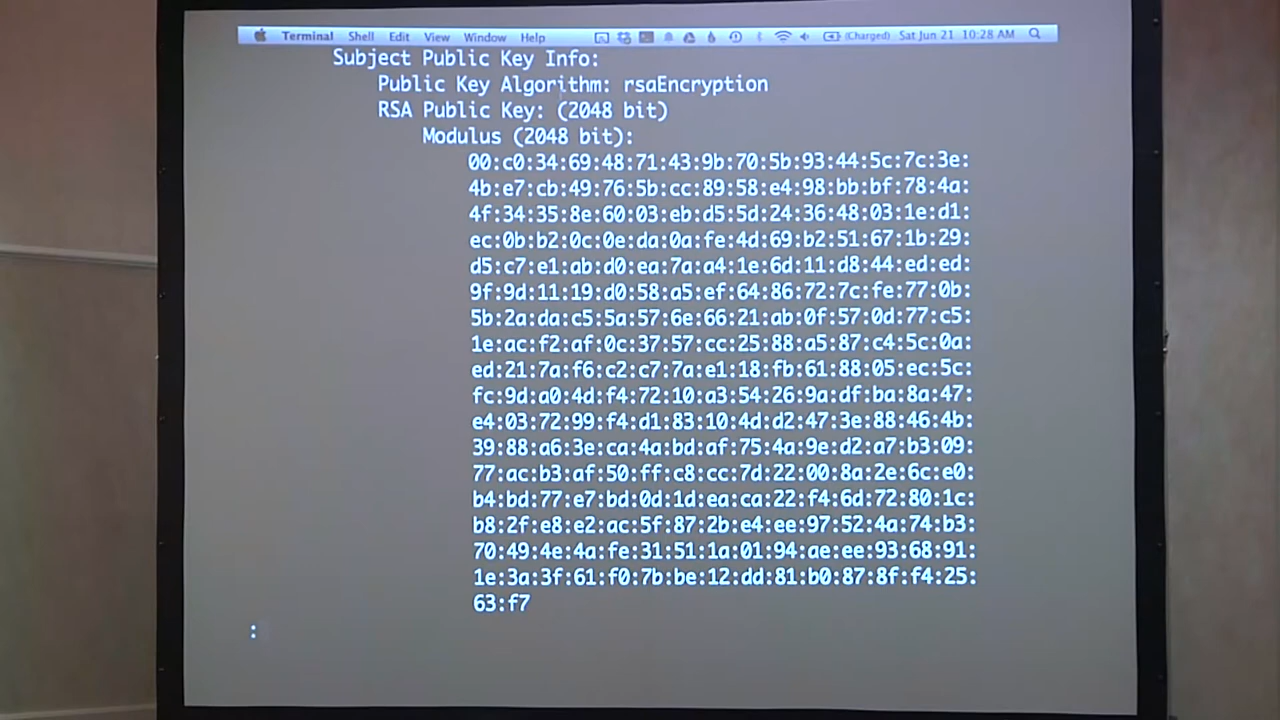 Terminal Shell Edit View Window Help (Charged) Sat Jun 21 10:28 AM
Subject Public Key Info:
Public Key Algorithm: rsaEncryption
RSA Public Key: (2048 bit)
Modulus (2048 bit):
00:c0:34:69:48:71:43:9b:70:5b:93:44:5c:7c:3e:
4b:e7:cb:49:76:5b:cc:89:58:e4:98:bb:bf:78:4a:
4f:34:35:8e:60:03:eb:d5:5d:24:36:48:03:1e:d1:
ec:0b:b2:0c:0e:da:0a:fe:4d:69:b2:51:67:1b:29:
d5:c7:e1:ab:d0:ea:7a:a4:1e:6d:11:d8:44:ed:ed:
9f:9d:11:19:d0:58:a5:ef:64:86:72:7c:fe:77:0b:
5b:2a:da:c5:5a:57:6e:66:21:ab:0f:57:0d:77:c5:
1e:ac:f2:af:0c:37:57:cc:25:88:a5:87:c4:5c:0a:
ed:21:7a:f6:c2:c7:7a:e1:18:fb:61:88:05:ec:5c:
fc:9d:a0:4d:f4:72:10:a3:54:26:9a:df:ba:8a:47:
e4:03:72:99:f4:d1:83:10:4d:d2:47:3e:88:46:4b:
39:88:a6:3e:ca:4a:bd:af:75:4a:9e:d2:a7:b3:09:
77:ac:b3:af:50:ff:c8:cc:7d:22:00:8a:2e:6c:e0:
b4:bd:77:e7:bd:0d:1d:ea:ca:22:f4:6d:72:80:1c:
b8:2f:e8:e2:ac:5f:87:2b:e4:ee:97:52:4a:74:b3:
70:49:4e:4a:fe:31:51:1a:01:94:ae:ee:93:68:91:
1e:3a:3f:61:f0:7b:be:12:dd:81:b0:87:8f:f4:25:
63:f7
: